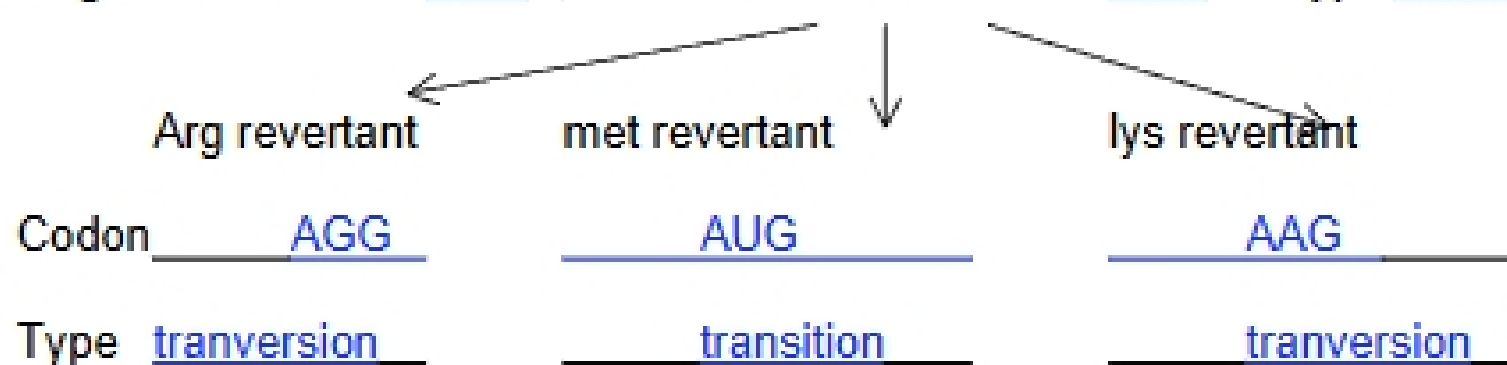 Arg revertant met revertant lys revertant
Codon AGG AUG AAG
Type tranversion transition tranversion